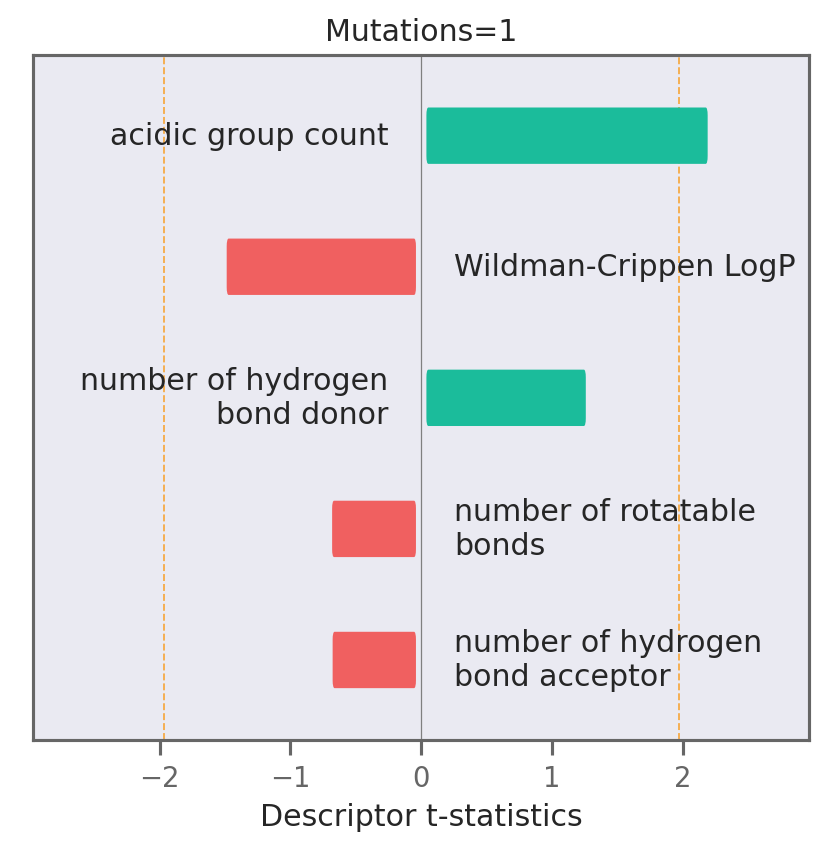 Mutations=1
acidic group count
Wildman-Crippen LogP
number of hydrogen
bond donor
number of rotatable
bonds
number of hydrogen
bond acceptor
−2 −1 0 1 2
Descriptor t-statistics